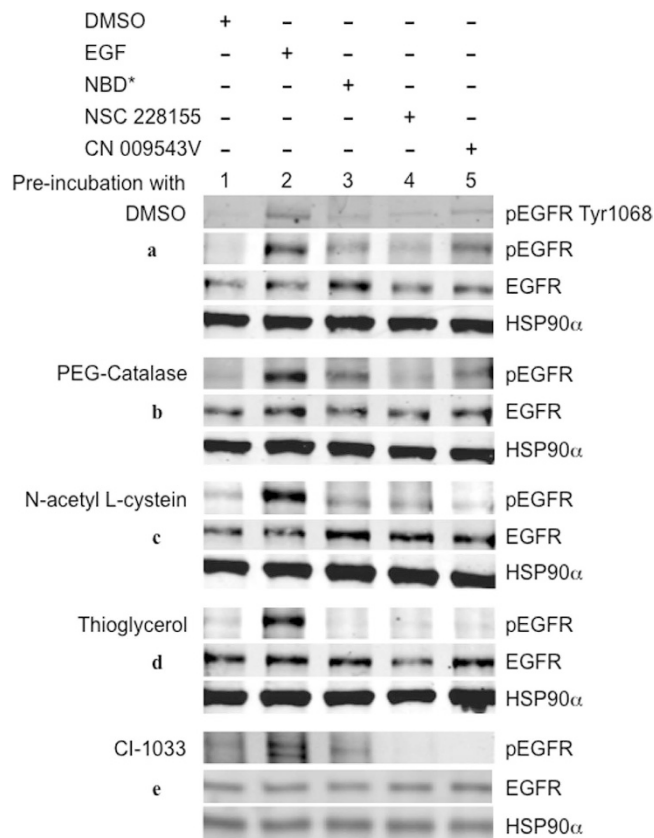 DMSO + – – – –
EGF – + – – –
NBD* – – + – –
NSC 228155 – – – + –
CN 009543V – – – – +
Pre-incubation with 1 2 3 4 5
DMSO pEGFR Tyr1068
a pEGFR
EGFR
HSP90α
PEG-Catalase pEGFR
b EGFR
HSP90α
N-acetyl L-cystein pEGFR
c EGFR
HSP90α
Thioglycerol pEGFR
d EGFR
HSP90α
CI-1033 pEGFR
e EGFR
HSP90α